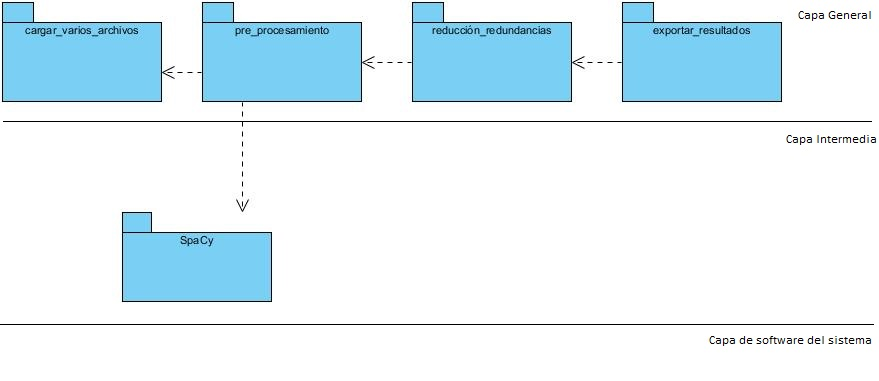 cargar_varios_archivos
pre_procesamiento
reducción_redundancias
exportar_resultados
Capa General
Capa Intermedia
SpaCy
Capa de software del sistema